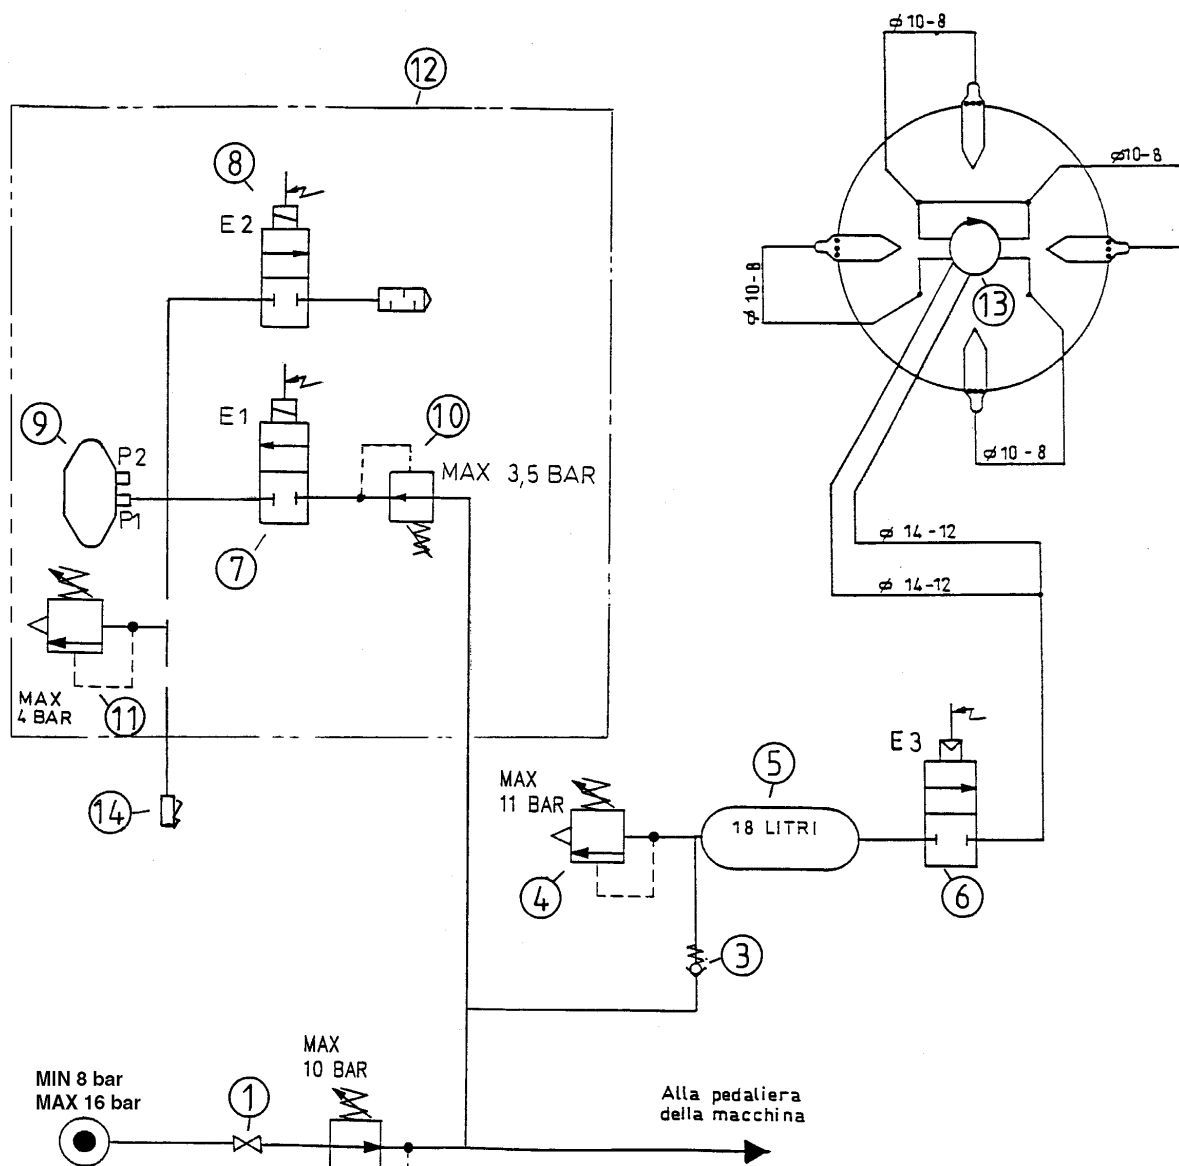 ⌀ 10-8
12
8
⌀10-8
E2
⌀ 10-8
13
E1
10
9
P2
MAX 3,5 BAR
⌀ 10-8
P1
7
⌀ 14-12
⌀ 14-12
MAX
4 BAR
11
E3
5
MAX
11 BAR
14
18 LITRI
4
6
3
MAX
10 BAR
MIN 8 bar
MAX 16 bar
1
Alla pedaliera
della macchina